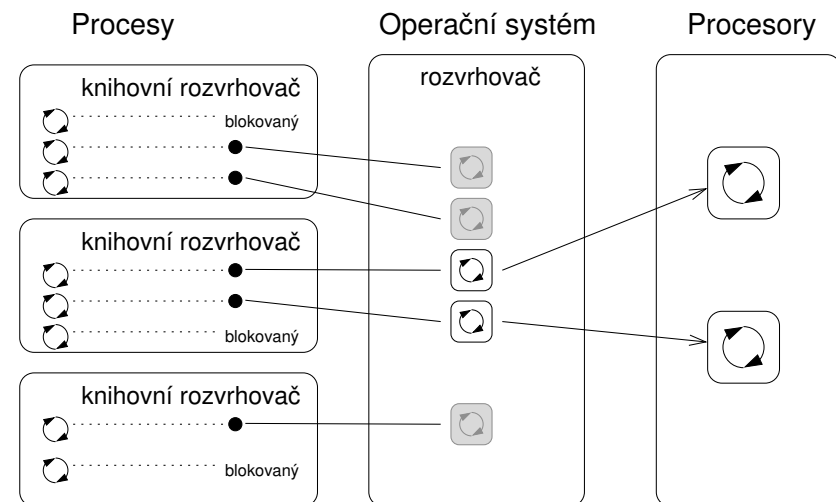 Procesy
Operační systém
Procesory
knihovní rozvrhovač
blokovaný
knihovní rozvrhovač
blokovaný
knihovní rozvrhovač
blokovaný
rozvrhovač